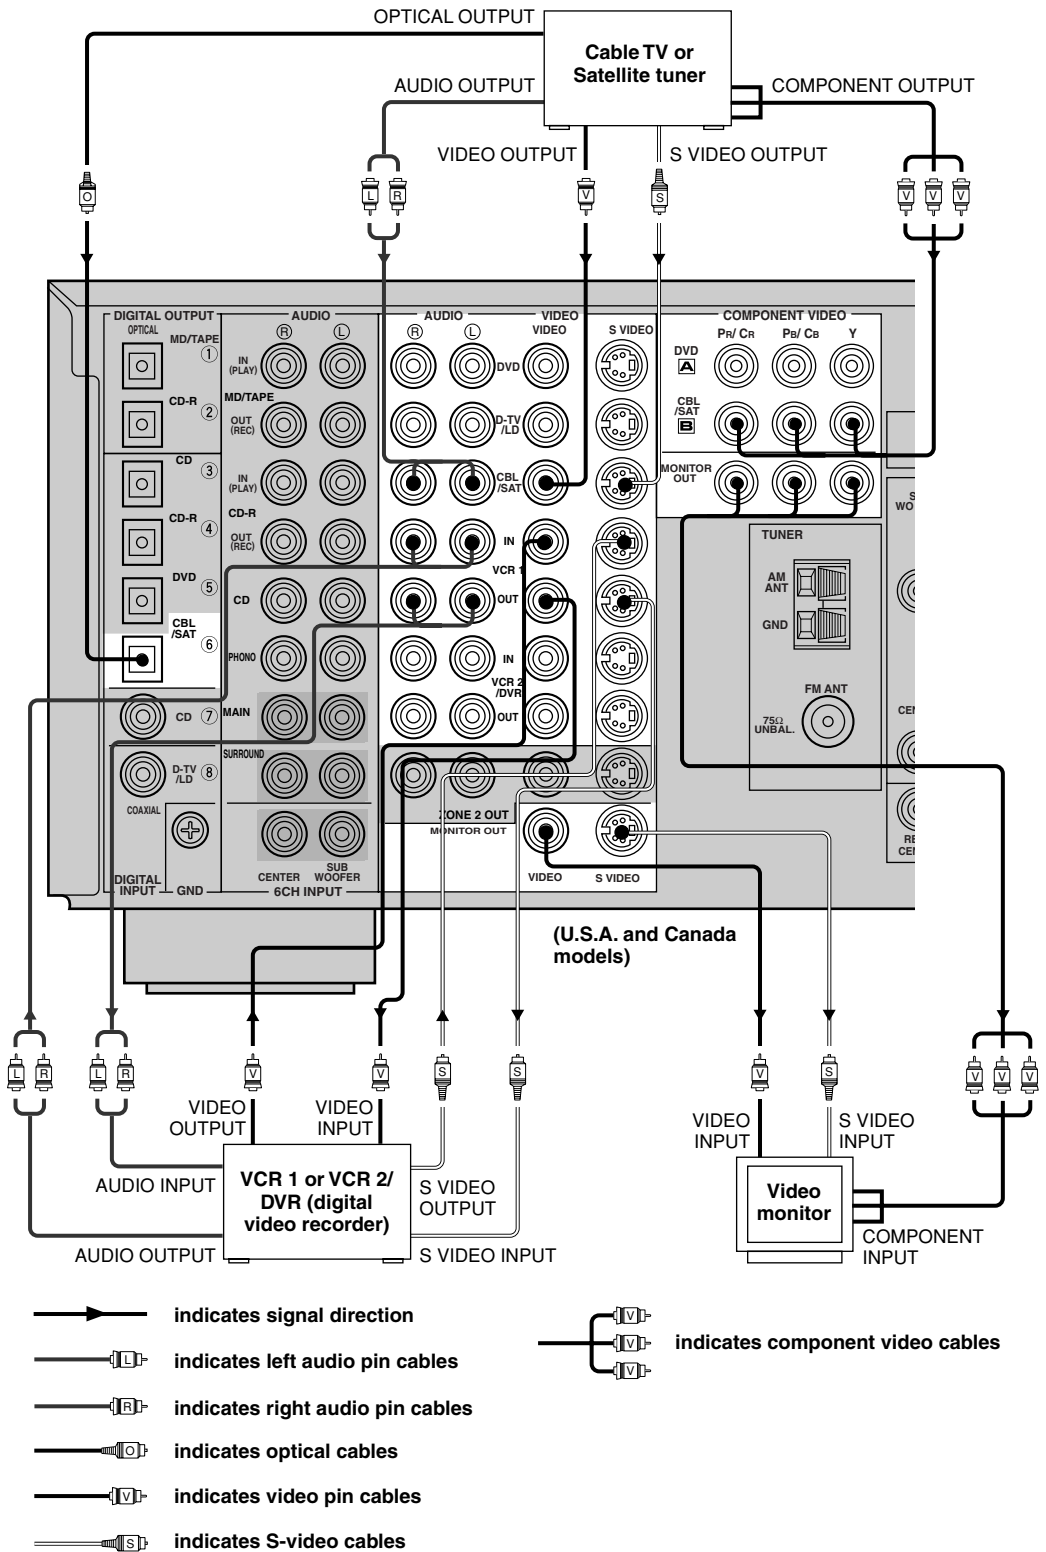 OPTICAL OUTPUT
Cable TV or
Satellite tuner
AUDIO OUTPUT
COMPONENT OUTPUT
VIDEO OUTPUT
S VIDEO OUTPUT
O
L
R
V
S
V
V
V
DIGITAL OUTPUT
OPTICAL
MD/TAPE
①
CD-R
②
CD
③
CD-R
④
DVD
⑤
CBL
/SAT
⑥
CD ⑦
D-TV
/LD
⑧
COAXIAL
DIGITAL
INPUT
GND
AUDIO
Ⓡ
Ⓛ
IN
(PLAY)
MD/TAPE
OUT
(REC)
IN
(PLAY)
CD-R
OUT
(REC)
CD
PHONO
MAIN
SURROUND
CENTER
SUB
WOOFER
6CH INPUT
AUDIO
Ⓡ
Ⓛ
VIDEO
VIDEO
S VIDEO
DVD
D-TV
/LD
CBL
/SAT
IN
VCR 1
OUT
IN
VCR 2
/DVR
OUT
ZONE 2 OUT
MONITOR OUT
VIDEO
S VIDEO
COMPONENT VIDEO
PR/ CR
PB/ CB
Y
DVD
A
CBL
/SAT
B
MONITOR
OUT
TUNER
AM
ANT
GND
FM ANT
75Ω
UNBAL.
S
WO
CEN
RE
CEN
(U.S.A. and Canada
models)
L
R
L
R
V
V
S
S
V
S
V
V
V
VIDEO
OUTPUT
VIDEO
INPUT
AUDIO INPUT
AUDIO OUTPUT
VCR 1 or VCR 2/
DVR (digital
video recorder)
S VIDEO
OUTPUT
S VIDEO INPUT
VIDEO
INPUT
S VIDEO
INPUT
Video
monitor
COMPONENT
INPUT
indicates signal direction
L
indicates left audio pin cables
R
indicates right audio pin cables
O
indicates optical cables
V
indicates video pin cables
S
indicates S-video cables
V
V
V
indicates component video cables